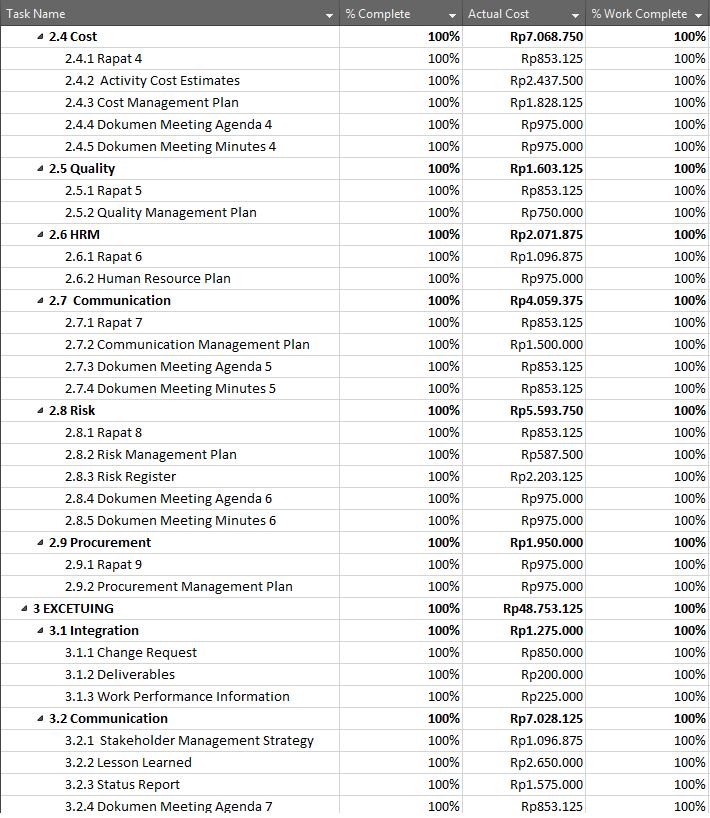 Task Name % Complete Actual Cost % Work Complete
2.4 Cost 100% Rp7.068.750 100%
2.4.1 Rapat 4 100% Rp853.125 100%
2.4.2 Activity Cost Estimates 100% Rp2.437.500 100%
2.4.3 Cost Management Plan 100% Rp1.828.125 100%
2.4.4 Dokumen Meeting Agenda 4 100% Rp975.000 100%
2.4.5 Dokumen Meeting Minutes 4 100% Rp975.000 100%
2.5 Quality 100% Rp1.603.125 100%
2.5.1 Rapat 5 100% Rp853.125 100%
2.5.2 Quality Management Plan 100% Rp750.000 100%
2.6 HRM 100% Rp2.071.875 100%
2.6.1 Rapat 6 100% Rp1.096.875 100%
2.6.2 Human Resource Plan 100% Rp975.000 100%
2.7 Communication 100% Rp4.059.375 100%
2.7.1 Rapat 7 100% Rp853.125 100%
2.7.2 Communication Management Plan 100% Rp1.500.000 100%
2.7.3 Dokumen Meeting Agenda 5 100% Rp853.125 100%
2.7.4 Dokumen Meeting Minutes 5 100% Rp853.125 100%
2.8 Risk 100% Rp5.593.750 100%
2.8.1 Rapat 8 100% Rp853.125 100%
2.8.2 Risk Management Plan 100% Rp587.500 100%
2.8.3 Risk Register 100% Rp2.203.125 100%
2.8.4 Dokumen Meeting Agenda 6 100% Rp975.000 100%
2.8.5 Dokumen Meeting Minutes 6 100% Rp975.000 100%
2.9 Procurement 100% Rp1.950.000 100%
2.9.1 Rapat 9 100% Rp975.000 100%
2.9.2 Procurement Management Plan 100% Rp975.000 100%
3 EXCETUING 100% Rp48.753.125 100%
3.1 Integration 100% Rp1.275.000 100%
3.1.1 Change Request 100% Rp850.000 100%
3.1.2 Deliverables 100% Rp200.000 100%
3.1.3 Work Performance Information 100% Rp225.000 100%
3.2 Communication 100% Rp7.028.125 100%
3.2.1 Stakeholder Management Strategy 100% Rp1.096.875 100%
3.2.2 Lesson Learned 100% Rp2.650.000 100%
3.2.3 Status Report 100% Rp1.575.000 100%
3.2.4 Dokumen Meeting Agenda 7 100% Rp853.125 100%